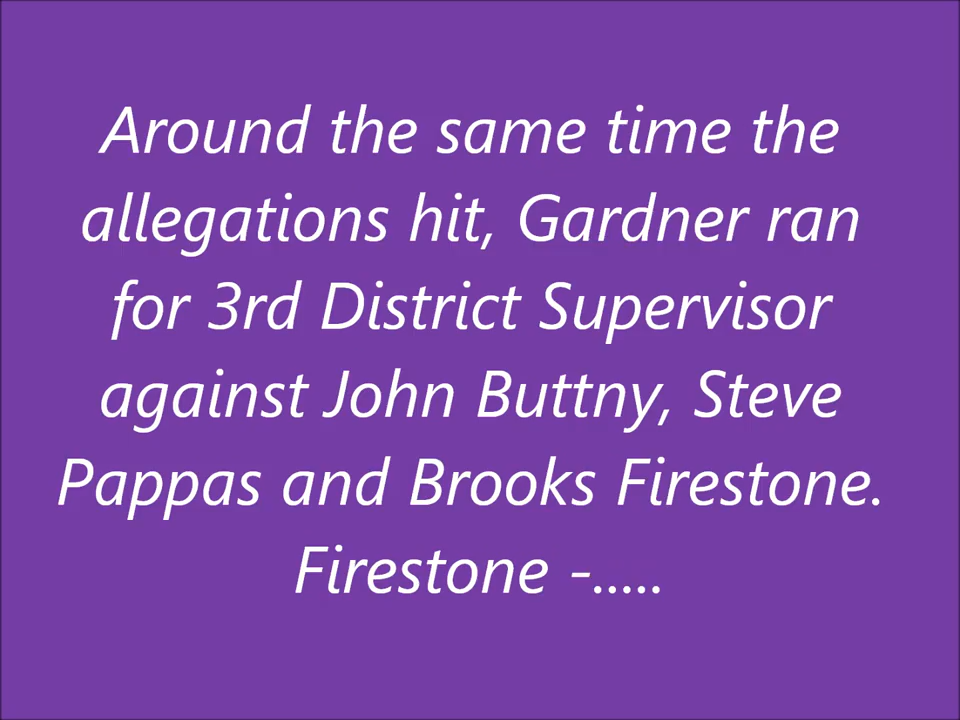 Around the same time the
allegations hit, Gardner ran
for 3rd District Supervisor
against John Buttny, Steve
Pappas and Brooks Firestone.
Firestone -.....